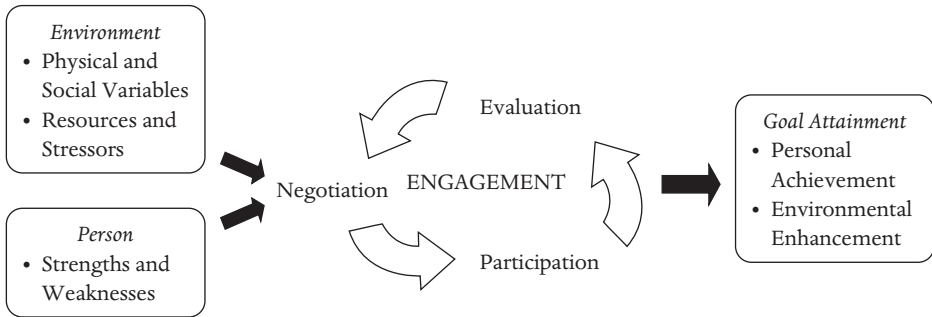 Environment
• Physical and
Social Variables
• Resources and
Stressors
Person
• Strengths and
Weaknesses
Evaluation
Negotiation
ENGAGEMENT
Participation
Goal Attainment
• Personal
Achievement
• Environmental
Enhancement